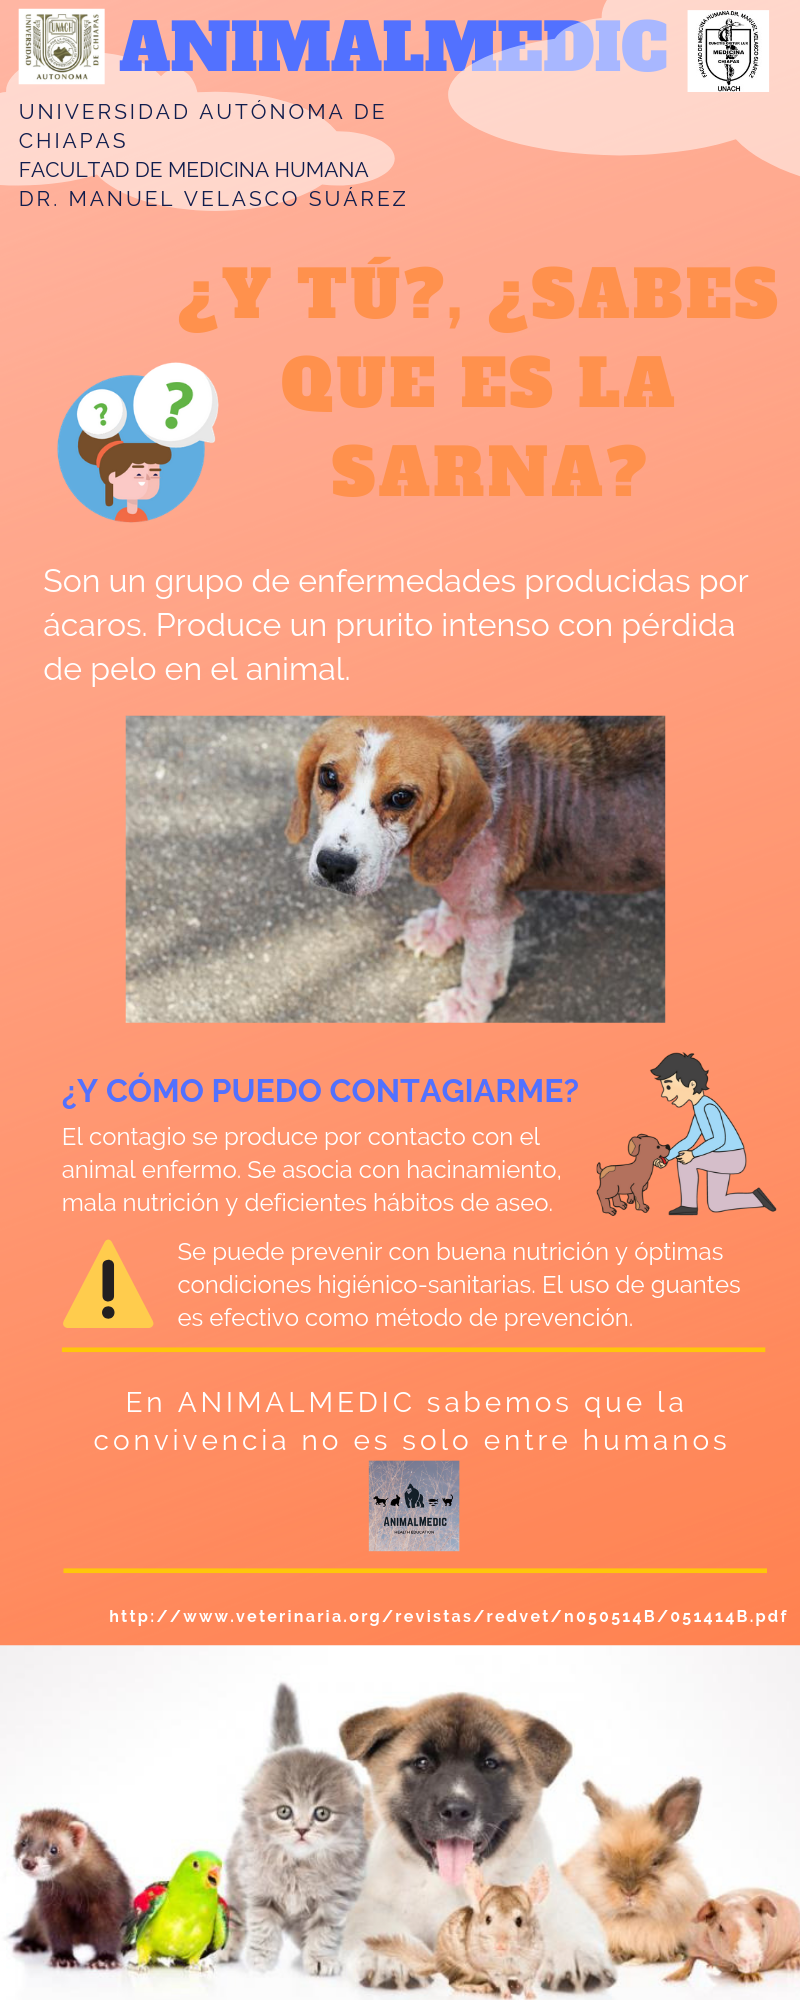 UNACH
UNIVERSIDAD
DE CHIAPAS
AUTONOMA
ANIMALMEDIC
FACULTAD DE MEDICINA HUMANA DR. MANUEL VELASCO SUÁREZ
MEDICINA
CHIAPAS
UNACH
UNIVERSIDAD AUTÓNOMA DE
CHIAPAS
FACULTAD DE MEDICINA HUMANA
DR. MANUEL VELASCO SUÁREZ
¿Y TÚ?, ¿SABES
QUE ES LA
SARNA?
? ?
Son un grupo de enfermedades producidas por
ácaros. Produce un prurito intenso con pérdida
de pelo en el animal.
¿Y CÓMO PUEDO CONTAGIARME?
El contagio se produce por contacto con el
animal enfermo. Se asocia con hacinamiento,
mala nutrición y deficientes hábitos de aseo.
!
Se puede prevenir con buena nutrición y óptimas
condiciones higiénico-sanitarias. El uso de guantes
es efectivo como método de prevención.
En ANIMALMEDIC sabemos que la
convivencia no es solo entre humanos
ANIMALMEDIC
HEALTH EDUCATION
http://www.veterinaria.org/revistas/redvet/n050514B/051414B.pdf